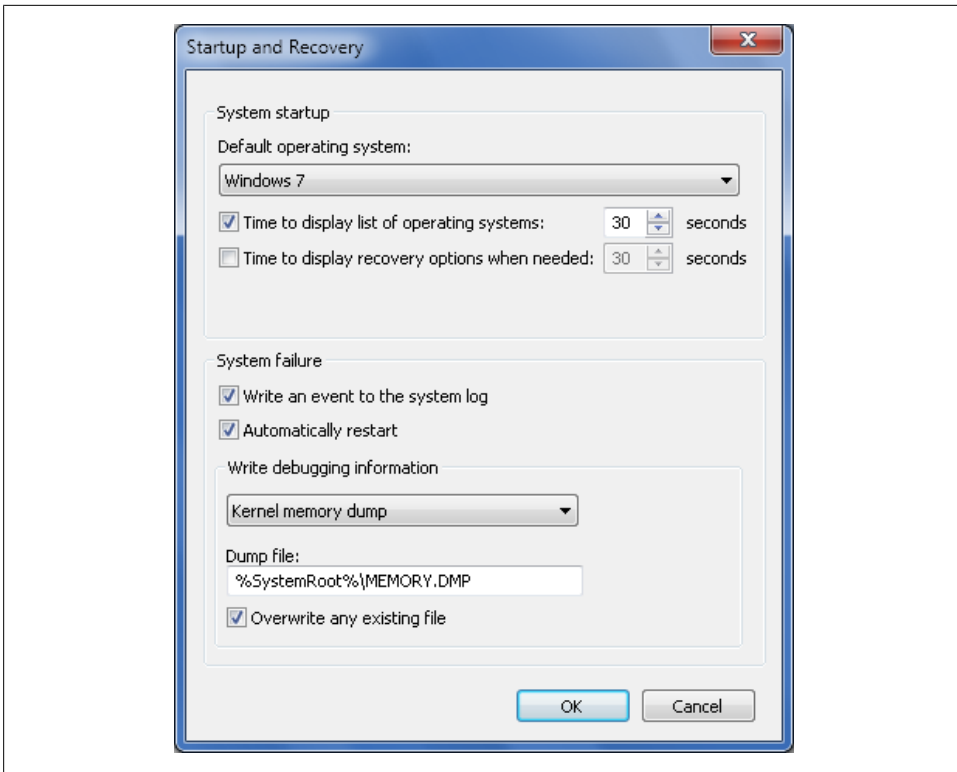 Startup and Recovery
System startup
Default operating system:
Windows 7
Time to display list of operating systems: 30 seconds
Time to display recovery options when needed: 30 seconds
System failure
Write an event to the system log
Automatically restart
Write debugging information
Kernel memory dump
Dump file:
%SystemRoot%\MEMORY.DMP
Overwrite any existing file
OK Cancel